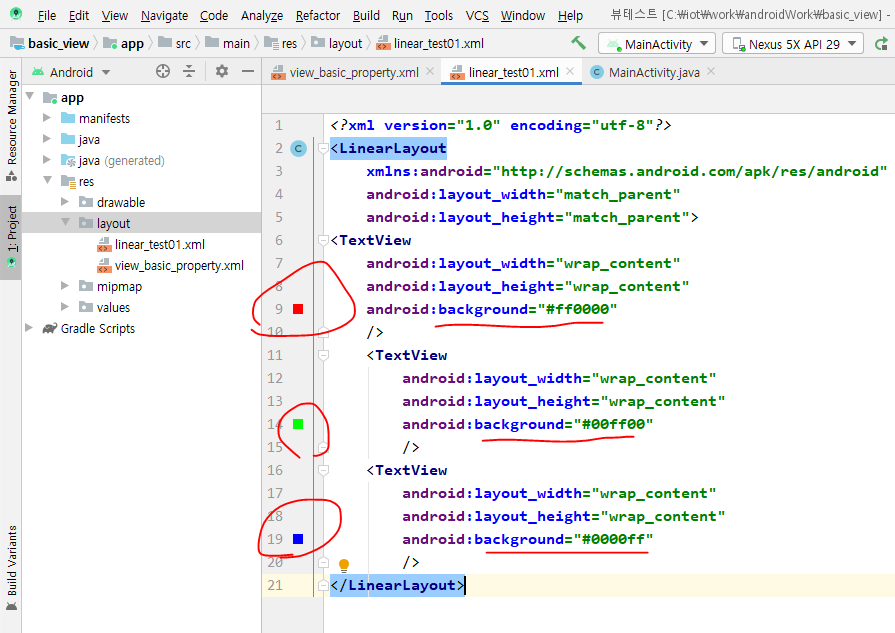 File Edit View Navigate Code Analyze Refactor Build Run Tools VCS Window Help 뷰테스트 [C:₩iot₩work₩androidWork₩basic_view] -
basic_view app src main res layout linear_test01.xml MainActivity Nexus 5X API 29
Android view_basic_property.xml linear_test01.xml MainActivity.java
Resource Manager
1: Project
Build Variants
app
manifests
java
java (generated)
res
drawable
layout
linear_test01.xml
view_basic_property.xml
mipmap
values
Gradle Scripts
1 <?xml version="1.0" encoding="utf-8"?>
2 C <LinearLayout
3 xmlns:android="http://schemas.android.com/apk/res/android"
4 android:layout_width="match_parent"
5 android:layout_height="match_parent">
6 <TextView
7 android:layout_width="wrap_content"
8 android:layout_height="wrap_content"
9 android:background="#ff0000"
10 />
11 <TextView
12 android:layout_width="wrap_content"
13 android:layout_height="wrap_content"
14 android:background="#00ff00"
15 />
16 <TextView
17 android:layout_width="wrap_content"
18 android:layout_height="wrap_content"
19 android:background="#0000ff"
20 />
21 </LinearLayout>